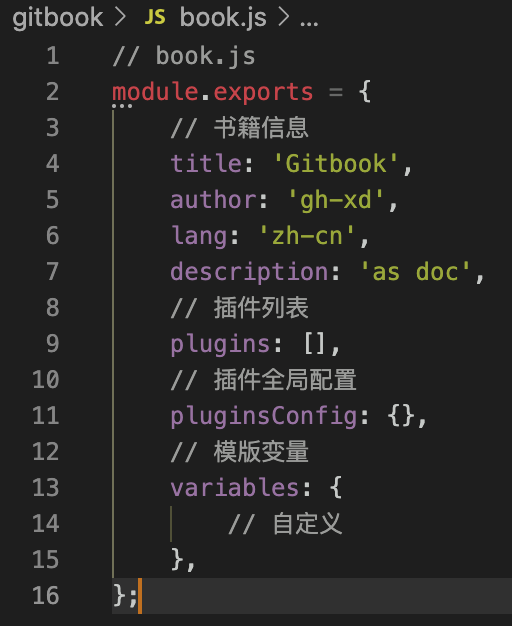 gitbook > JS book.js > ...
1 // book.js
2 module.exports = {
3 // 书籍信息
4 title: 'Gitbook',
5 author: 'gh-xd',
6 lang: 'zh-cn',
7 description: 'as doc',
8 // 插件列表
9 plugins: [],
10 // 插件全局配置
11 pluginsConfig: {},
12 // 模版变量
13 variables: {
14 // 自定义
15 },
16 };